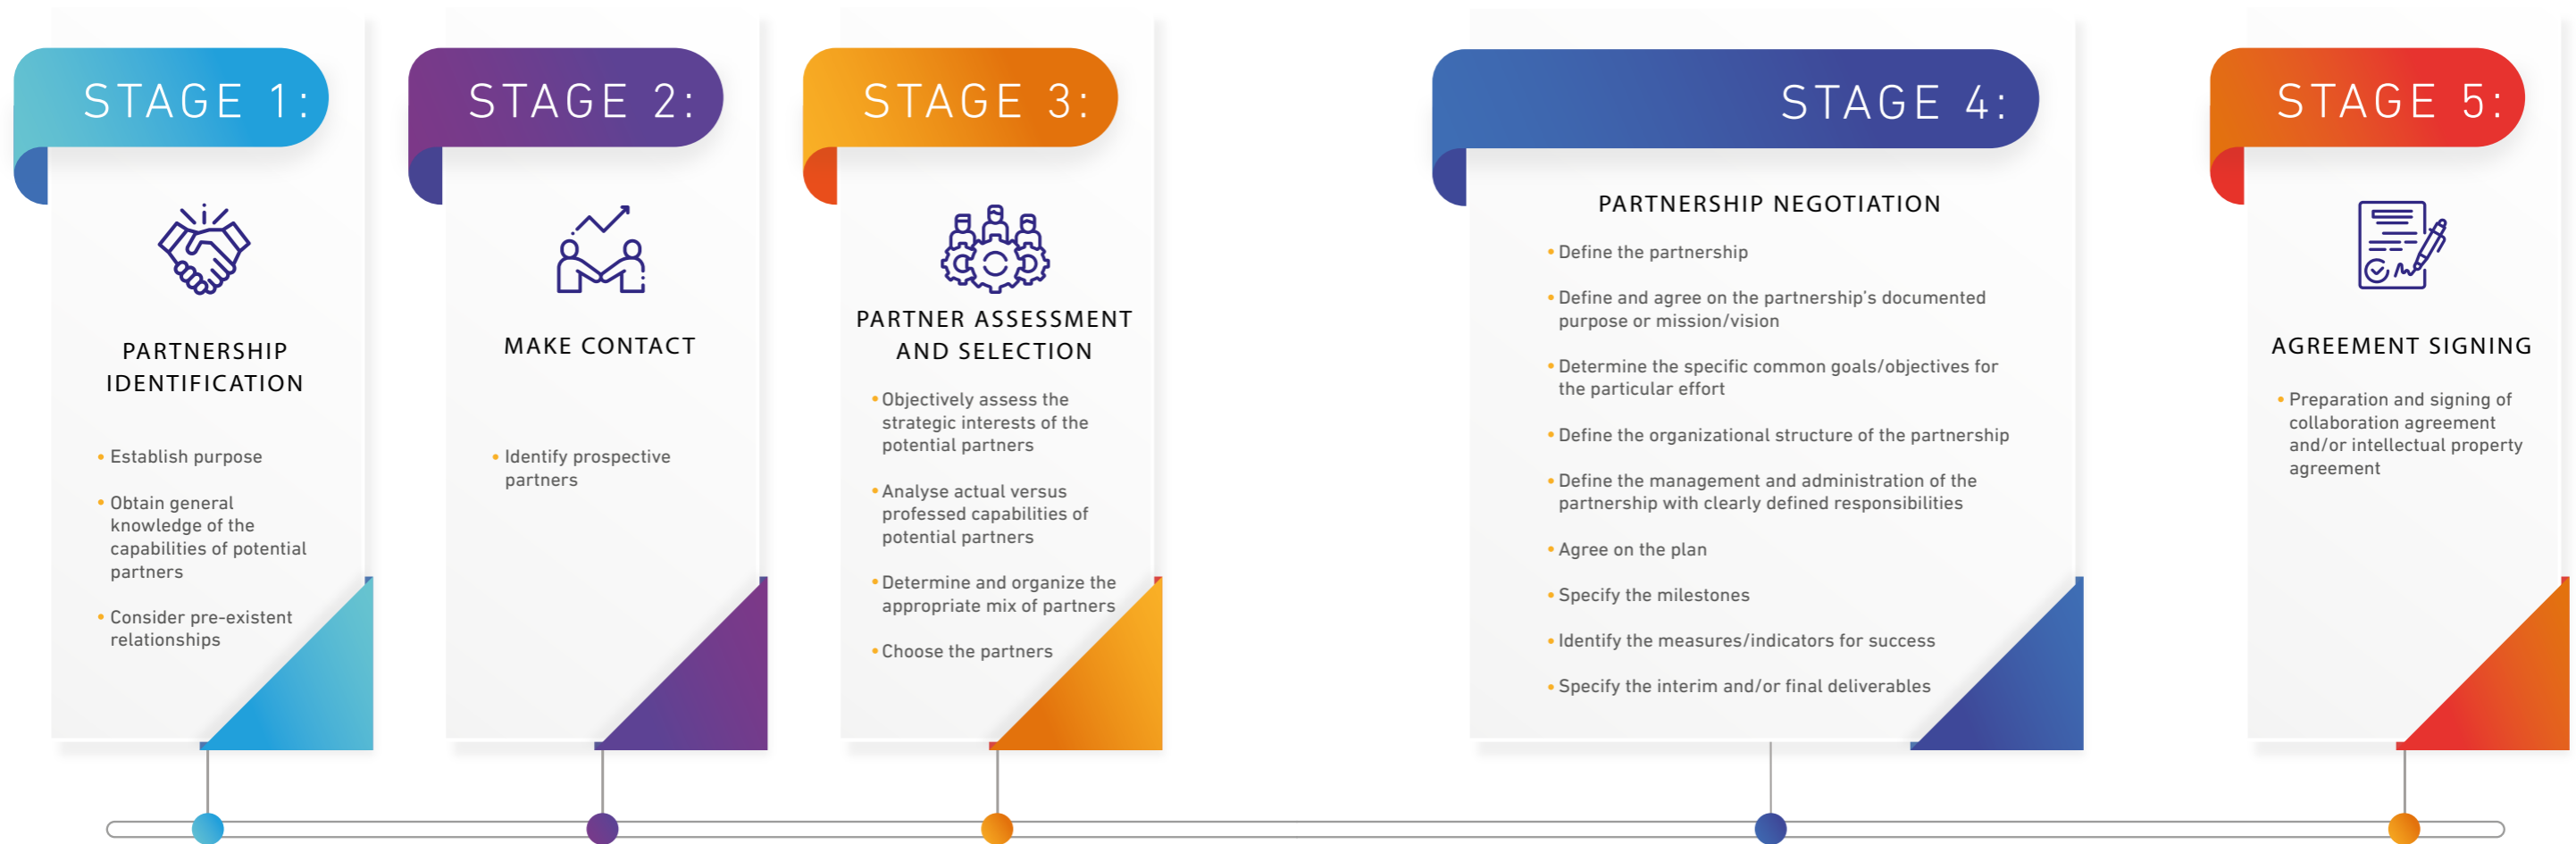 STAGE 1:
PARTNERSHIP
IDENTIFICATION
• Establish purpose
• Obtain general
knowledge of the
capabilities of potential
partners
• Consider pre-existent
relationships
STAGE 2:
MAKE CONTACT
• Identify prospective
partners
STAGE 3:
PARTNER ASSESSMENT
AND SELECTION
• Objectively assess the
strategic interests of the
potential partners
• Analyse actual versus
professed capabilities of
potential partners
• Determine and organize the
appropriate mix of partners
• Choose the partners
STAGE 4:
PARTNERSHIP NEGOTIATION
• Define the partnership
• Define and agree on the partnership's documented
purpose or mission/vision
• Determine the specific common goals/objectives for
the particular effort
• Define the organizational structure of the partnership
• Define the management and administration of the
partnership with clearly defined responsibilities
• Agree on the plan
• Specify the milestones
• Identify the measures/indicators for success
• Specify the interim and/or final deliverables
STAGE 5:
AGREEMENT SIGNING
• Preparation and signing of
collaboration agreement
and/or intellectual property
agreement